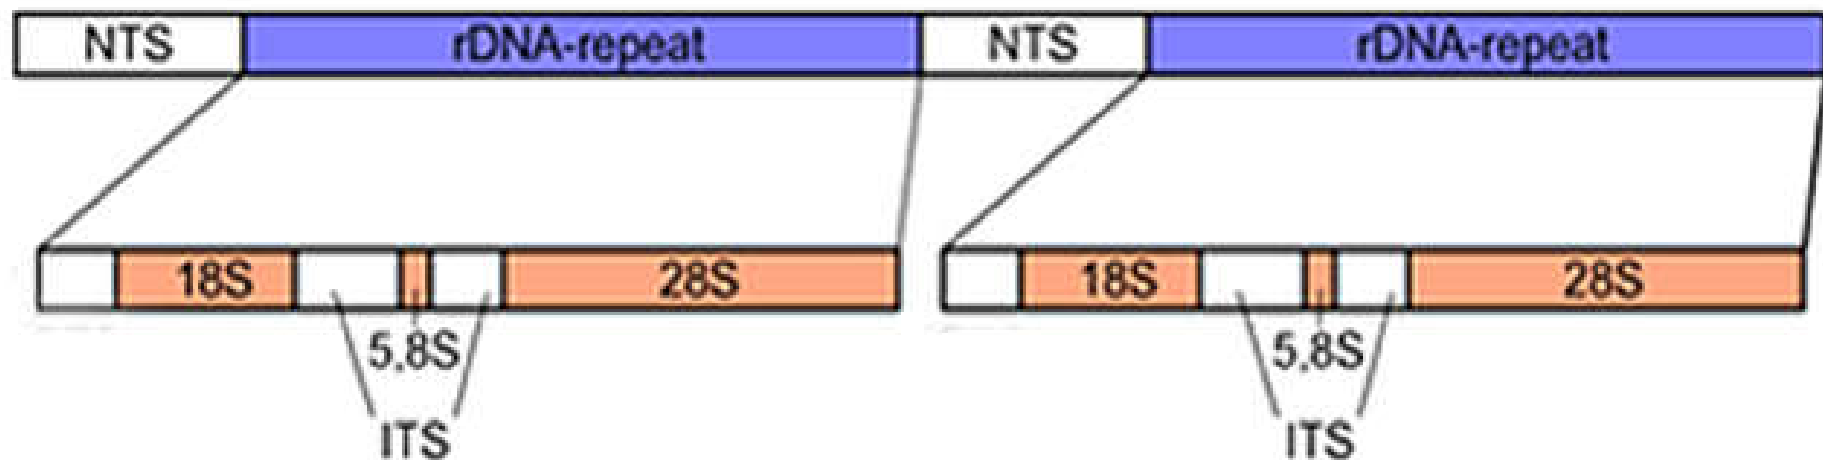 NTS rDNA-repeat NTS rDNA-repeat
18S 28S 18S 28S
5,8S 5,8S
ITS ITS